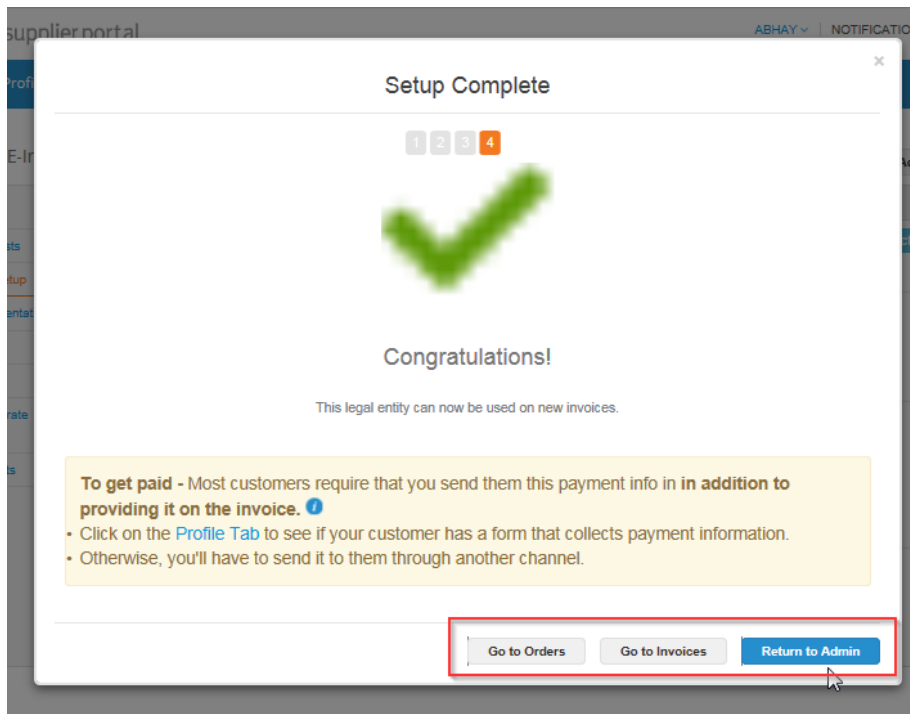 supplier portal
ABHAY
NOTIFICATIO
Profi
Setup Complete
×
1 2 3 4
E-In
sts
etup
entat
rate
ts
Congratulations!
This legal entity can now be used on new invoices.
To get paid - Most customers require that you send them this payment info in in addition to
providing it on the invoice. i
• Click on the Profile Tab to see if your customer has a form that collects payment information.
• Otherwise, you'll have to send it to them through another channel.
Go to Orders
Go to Invoices
Return to Admin